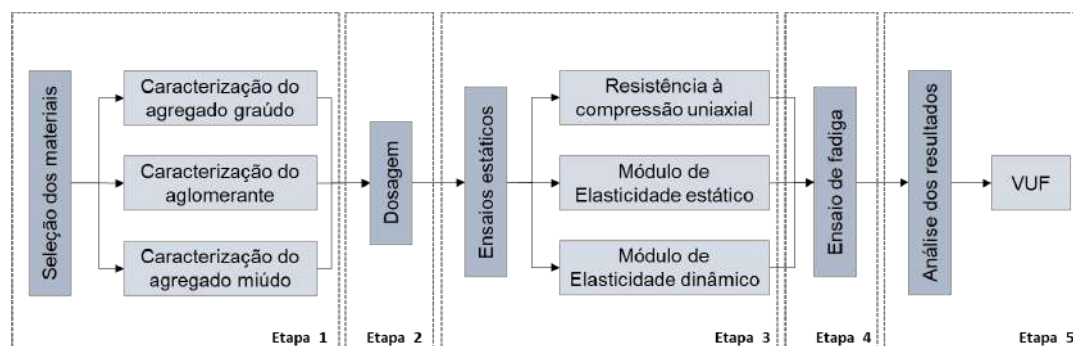 Seleção dos materiais
Caracterização do
agregado graúdo
Caracterização do
aglomerante
Caracterização do
agregado miúdo
Etapa 1
Dosagem
Etapa 2
Ensaios estáticos
Resistência à
compressão uniaxial
Módulo de
Elasticidade estático
Módulo de
Elasticidade dinâmico
Etapa 3
Ensaio de fadiga
Etapa 4
Análise dos resultados
VUF
Etapa 5